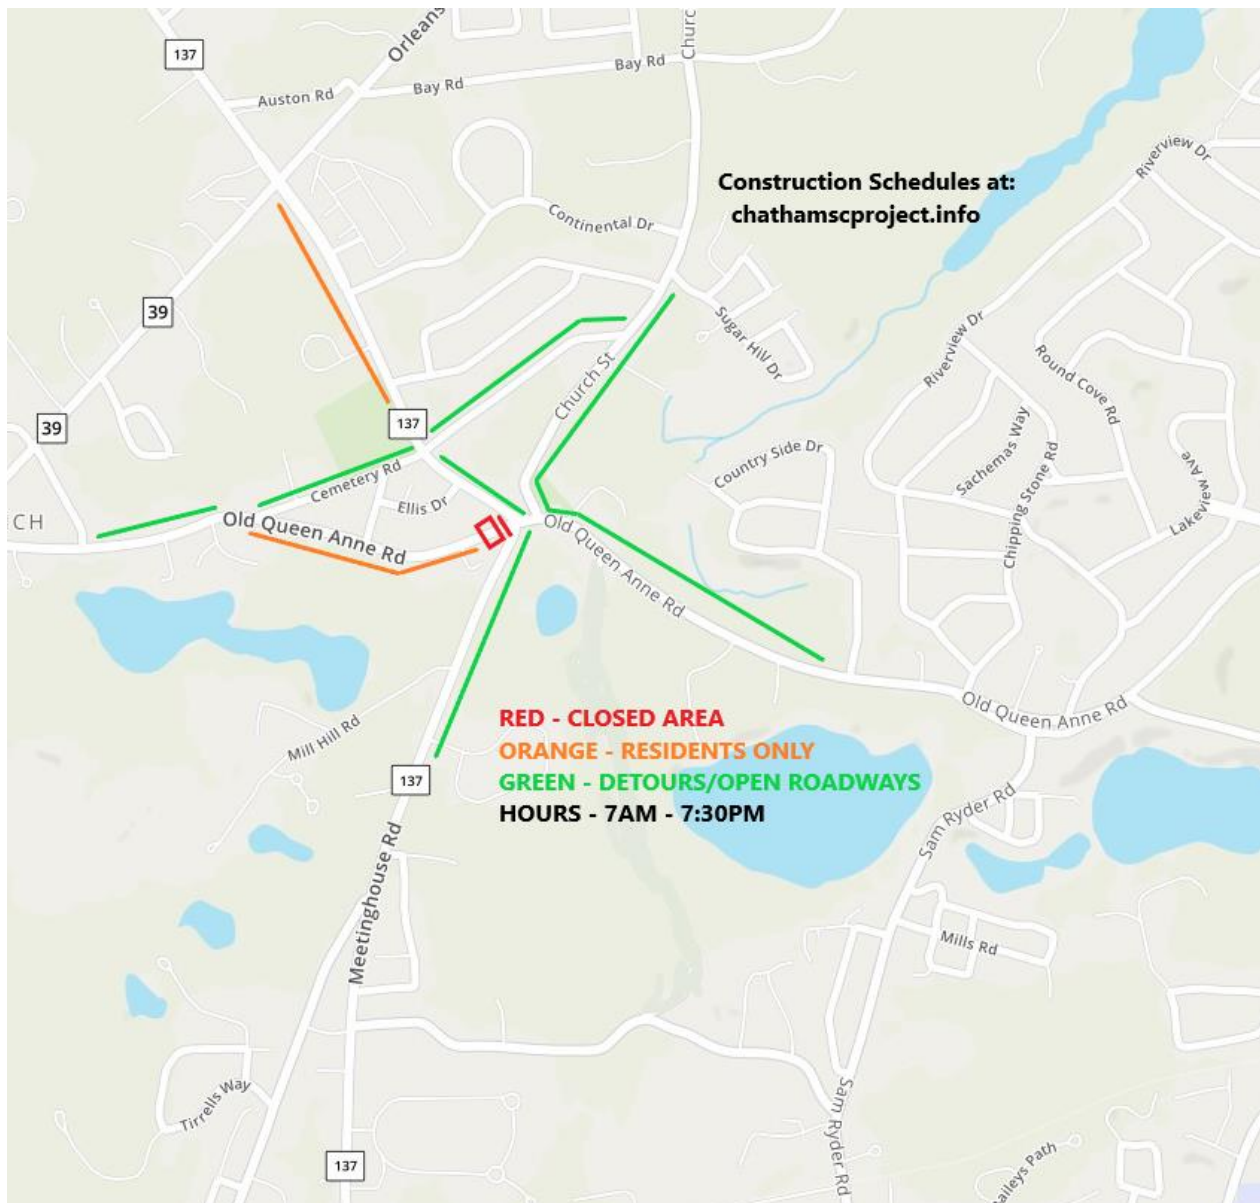 Orleans
Churc
137
Bay Rd
Auston Rd
Bay Rd
Riverview Dr
Construction Schedules at:
chathamscproject.info
Continental Dr
39
Sugar Hill Dr
Riverview Dr
Round Cove Rd
Church St
39
137
Country Side Dr
Sachemas Way
Chipping Stone Rd
Lakeview Ave
Cemetery Rd
Ellis Dr
CH
Old Queen Anne Rd
Old Queen Anne Rd
Old Queen Anne Rd
Mill Hill Rd
RED - CLOSED AREA
ORANGE - RESIDENTS ONLY
GREEN - DETOURS/OPEN ROADWAYS
HOURS - 7AM - 7:30PM
137
Sam Ryder Rd
Meetinghouse Rd
Mills Rd
Tirrells Way
Sam Ryder Rd
137
aileys Path